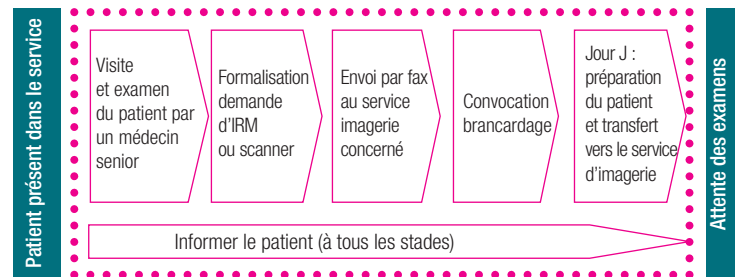 Patient présent dans le service
Visite
et examen
du patient par
un médecin
senior
Formalisation
demande
d'IRM
ou scanner
Envoi par fax
au service
imagerie
concerné
Convocation
brancardage
Jour J :
préparation
du patient
et transfert
vers le service
d'imagerie
Informer le patient (à tous les stades)
Attente des examens